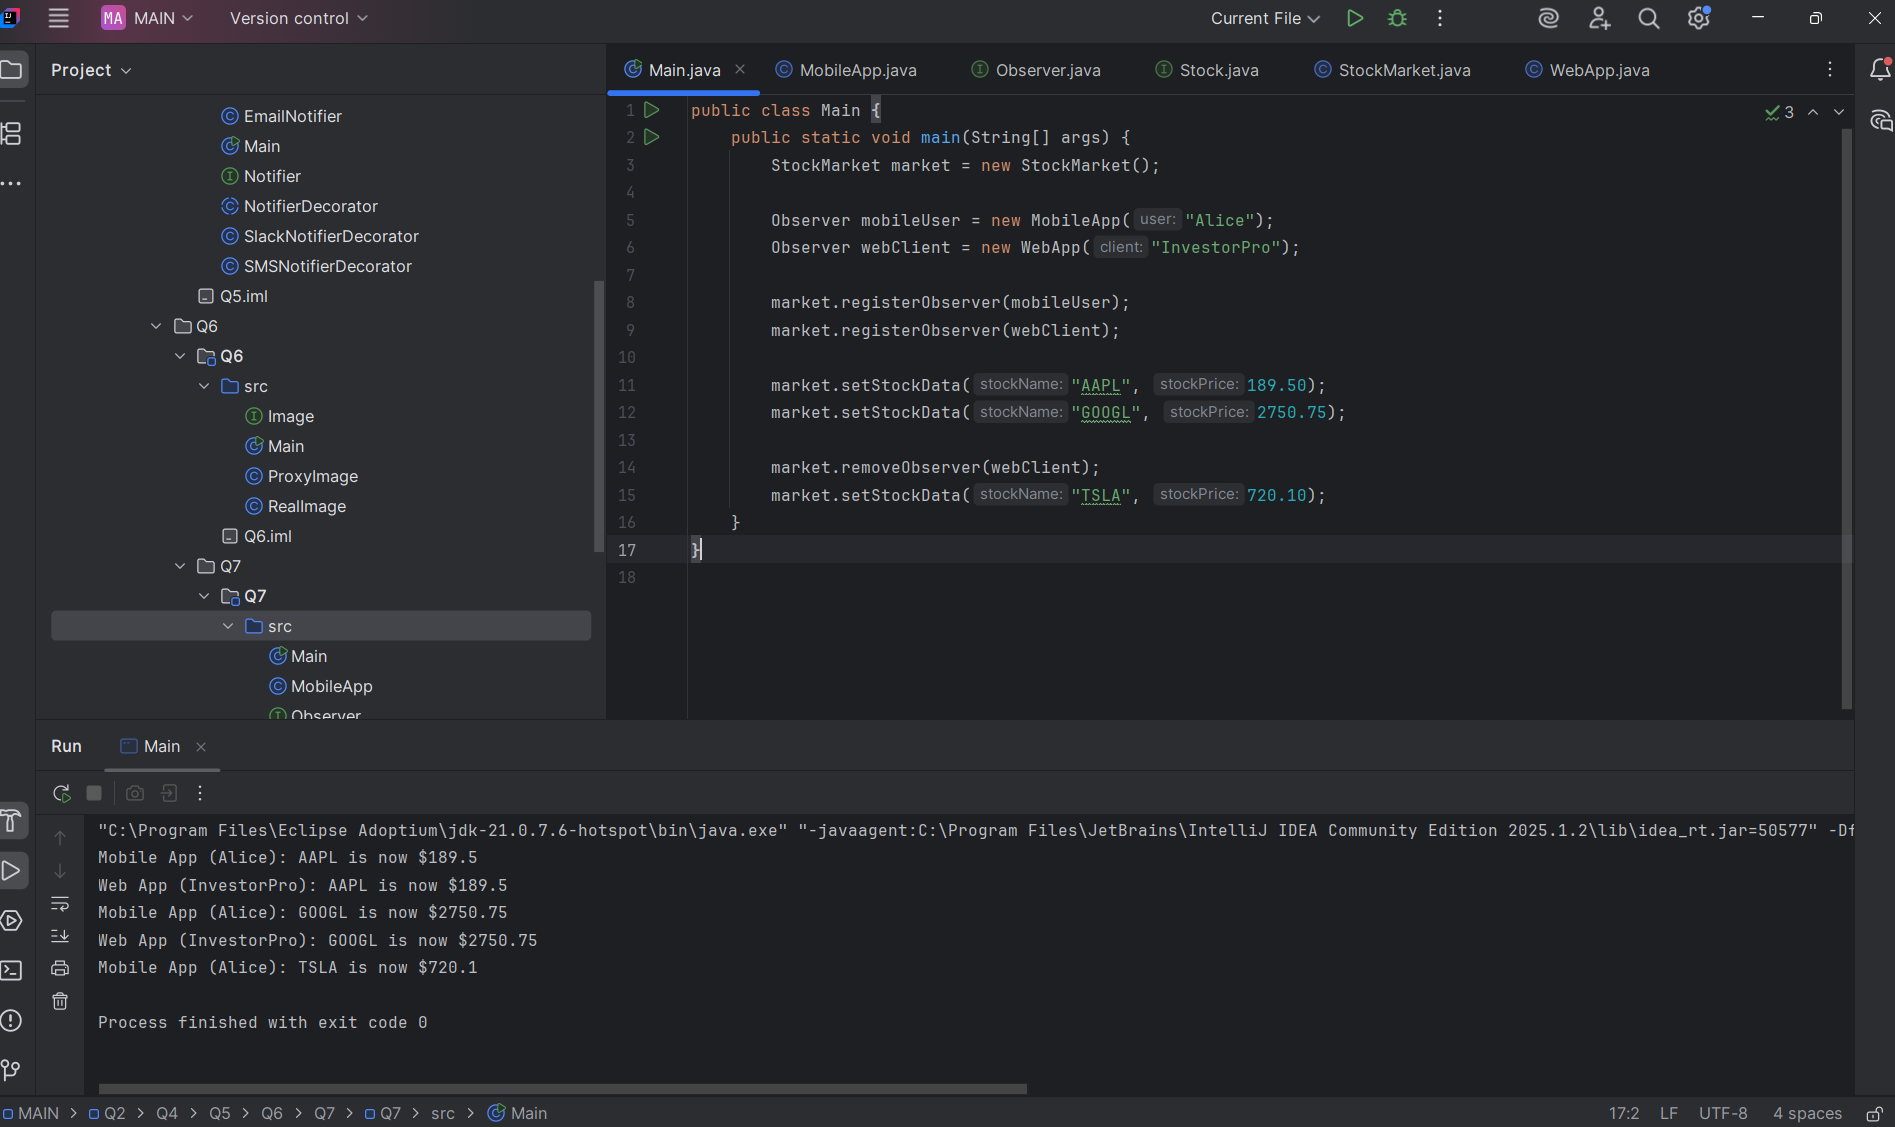 MA MAIN Version control Current File
Project
Main.java MobileApp.java Observer.java Stock.java StockMarket.java WebApp.java
EmailNotifier
Main
Notifier
NotifierDecorator
SlackNotifierDecorator
SMSNotifierDecorator
Q5.iml
Q6
Q6
src
Image
Main
ProxyImage
RealImage
Q6.iml
Q7
Q7
src
Main
MobileApp
Observer
3
1 public class Main {
2 public static void main(String[] args) {
3 StockMarket market = new StockMarket();
4
5 Observer mobileUser = new MobileApp( user: "Alice");
6 Observer webClient = new WebApp( client: "InvestorPro");
7
8 market.registerObserver(mobileUser);
9 market.registerObserver(webClient);
10
11 market.setStockData( stockName: "AAPL", stockPrice: 189.50);
12 market.setStockData( stockName: "GOOGL", stockPrice: 2750.75);
13
14 market.removeObserver(webClient);
15 market.setStockData( stockName: "TSLA", stockPrice: 720.10);
16 }
17 }
18
Run Main
"C:\Program Files\Eclipse Adoptium\jdk-21.0.7.6-hotspot\bin\java.exe" "-javaagent:C:\Program Files\JetBrains\IntelliJ IDEA Community Edition 2025.1.2\lib\idea_rt.jar=50577" -Df
Mobile App (Alice): AAPL is now $189.5
Web App (InvestorPro): AAPL is now $189.5
Mobile App (Alice): GOOGL is now $2750.75
Web App (InvestorPro): GOOGL is now $2750.75
Mobile App (Alice): TSLA is now $720.1
Process finished with exit code 0
MAIN > Q2 > Q4 > Q5 > Q6 > Q7 > Q7 > src > Main
17:2 LF UTF-8 4 spaces